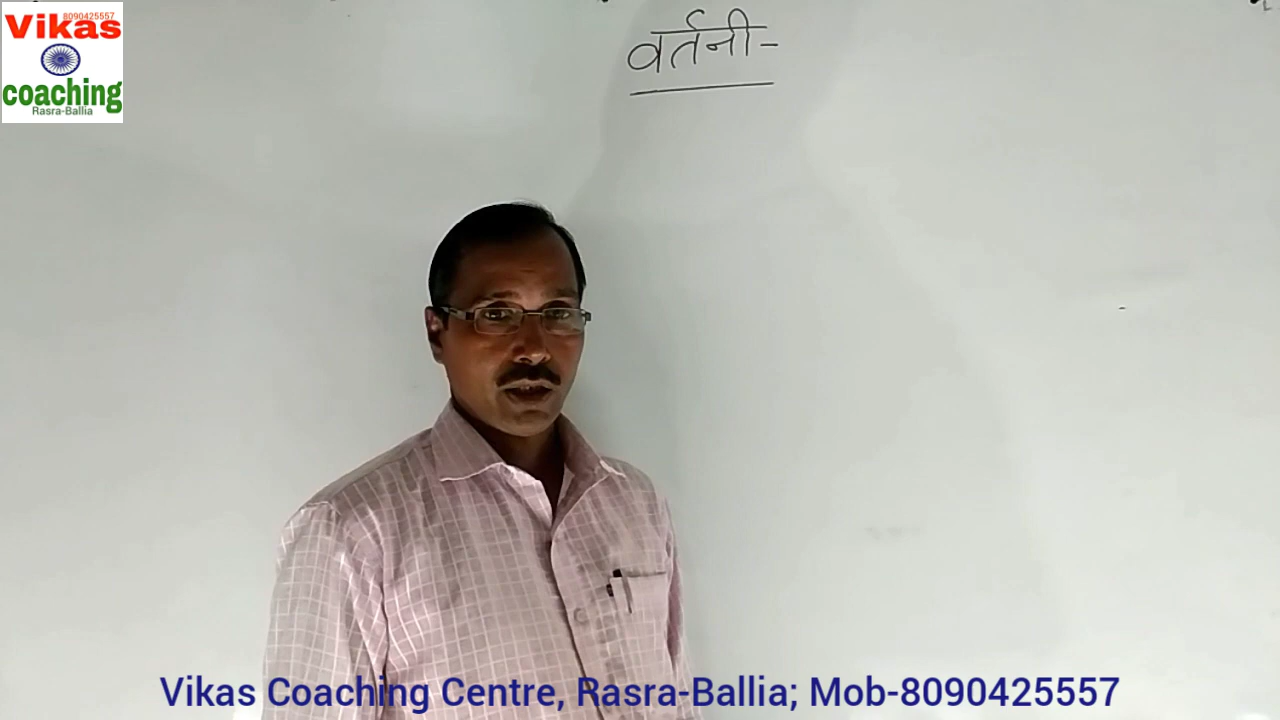 8090425557
Vikas
coaching
Rasra-Ballia
वर्तनी-
Vikas Coaching Centre, Rasra-Ballia; Mob-8090425557